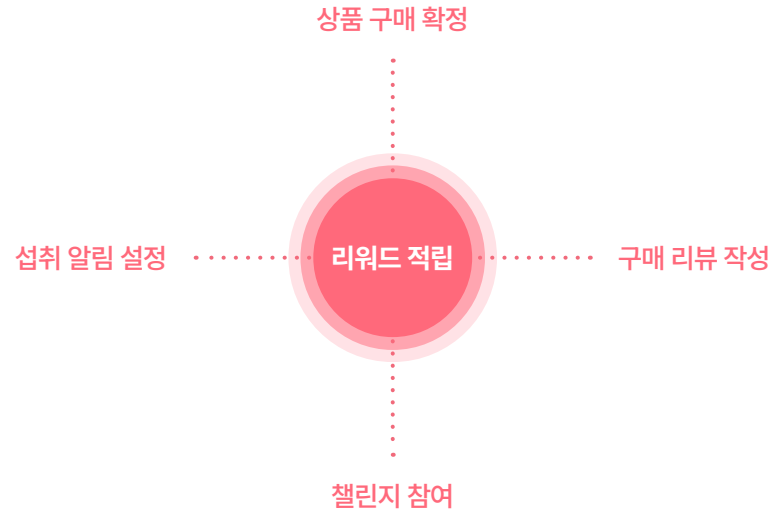 상품 구매 확정
섭취 알림 설정
리워드 적립
구매 리뷰 작성
챌린지 참여